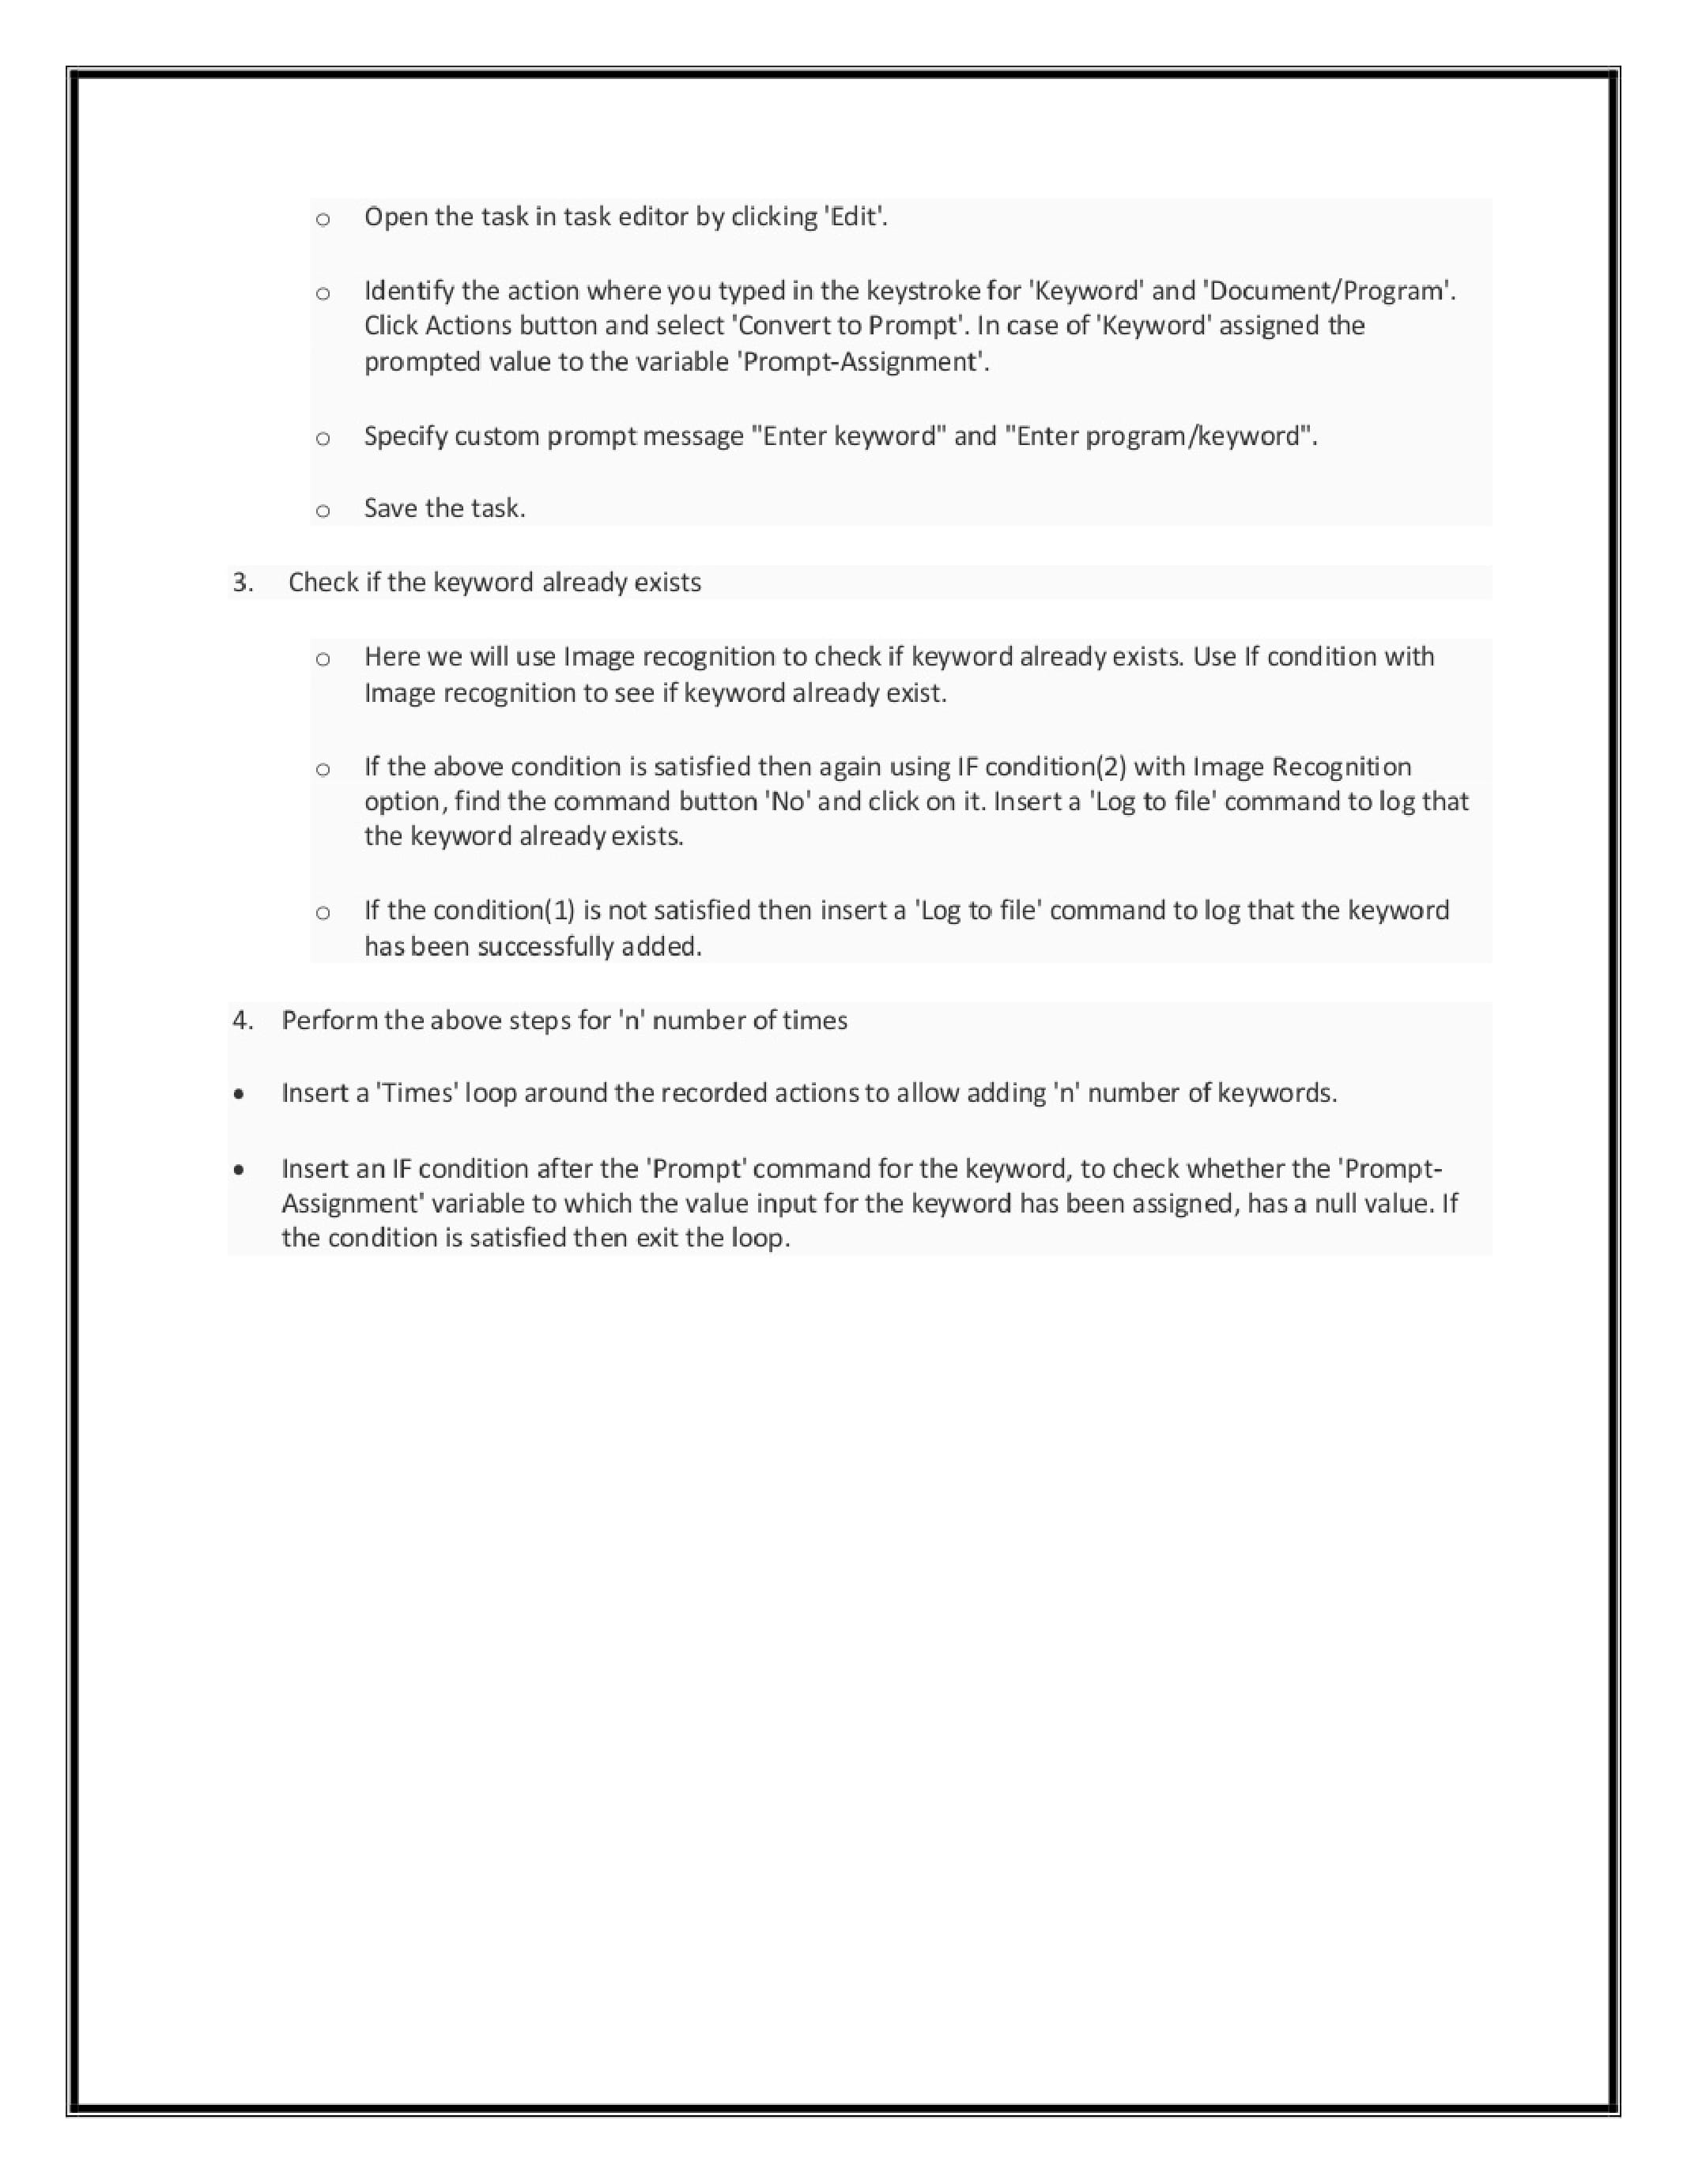 o Open the task in task editor by clicking 'Edit'.
o Identify the action where you typed in the keystroke for 'Keyword' and 'Document/Program'.
Click Actions button and select 'Convert to Prompt'. In case of 'Keyword' assigned the
prompted value to the variable 'Prompt-Assignment'.
o Specify custom prompt message "Enter keyword" and "Enter program/keyword".
o Save the task.
3. Check if the keyword already exists
o Here we will use Image recognition to check if keyword already exists. Use If condition with
Image recognition to see if keyword already exist.
o If the above condition is satisfied then again using IF condition(2) with Image Recognition
option, find the command button 'No' and click on it. Insert a 'Log to file' command to log that
the keyword already exists.
o If the condition(1) is not satisfied then insert a 'Log to file' command to log that the keyword
has been successfully added.
4. Perform the above steps for 'n' number of times
• Insert a 'Times' loop around the recorded actions to allow adding 'n' number of keywords.
• Insert an IF condition after the 'Prompt' command for the keyword, to check whether the 'Prompt-
Assignment' variable to which the value input for the keyword has been assigned, has a null value. If
the condition is satisfied then exit the loop.